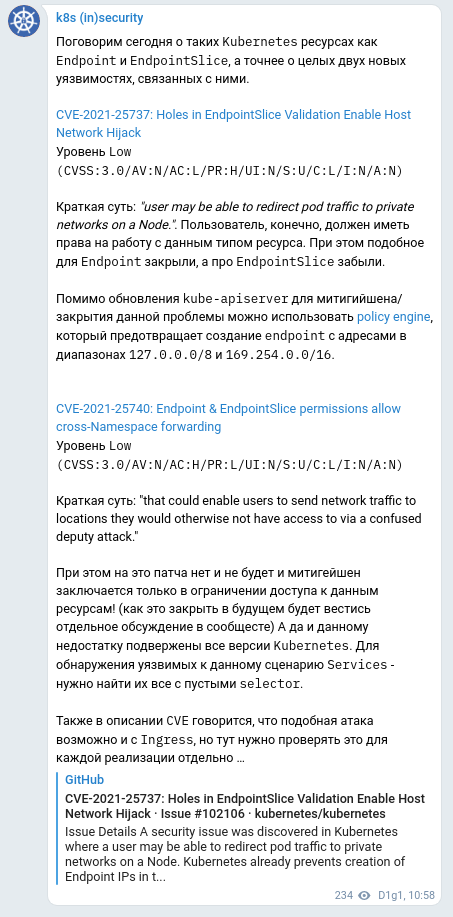 k8s (in)security
Поговорим сегодня о таких Kubernetes ресурсах как
Endpoint и EndpointSlice, а точнее о целых двух новых
уязвимостях, связанных с ними.
CVE-2021-25737: Holes in EndpointSlice Validation Enable Host
Network Hijack
Уровень Low
(CVSS:3.0/AV:N/AC:L/PR:H/UI:N/S:U/C:L/I:N/A:N)
Краткая суть: "user may be able to redirect pod traffic to private
networks on a Node.". Пользователь, конечно, должен иметь
права на работу с данным типом ресурса. При этом подобное
для Endpoint закрыли, а про EndpointSlice забыли.
Помимо обновления kube-apiserver для митигийшена/
закрытия данной проблемы можно использовать policy engine,
который предотвращает создание endpoint с адресами в
диапазонах 127.0.0.0/8 и 169.254.0.0/16.
CVE-2021-25740: Endpoint & EndpointSlice permissions allow
cross-Namespace forwarding
Уровень Low
(CVSS:3.0/AV:N/AC:H/PR:L/UI:N/S:U/C:L/I:N/A:N)
Краткая суть: "that could enable users to send network traffic to
locations they would otherwise not have access to via a confused
deputy attack."
При этом на это патча нет и не будет и митигейшен
заключается только в ограничении доступа к данным
ресурсам! (как это закрыть в будущем будет вестись
отдельное обсуждение в сообщесте) А да и данному
недостатку подвержены все версии Kubernetes. Для
обнаружения уязвимых к данному сценарию Services -
нужно найти их все с пустыми selector.
Также в описании CVE говорится, что подобная атака
возможно и с Ingress, но тут нужно проверять это для
каждой реализации отдельно ...
GitHub
CVE-2021-25737: Holes in EndpointSlice Validation Enable Host
Network Hijack · Issue #102106 · kubernetes/kubernetes
Issue Details A security issue was discovered in Kubernetes
where a user may be able to redirect pod traffic to private
networks on a Node. Kubernetes already prevents creation of
Endpoint IPs in t...
234 D1g1, 10:58